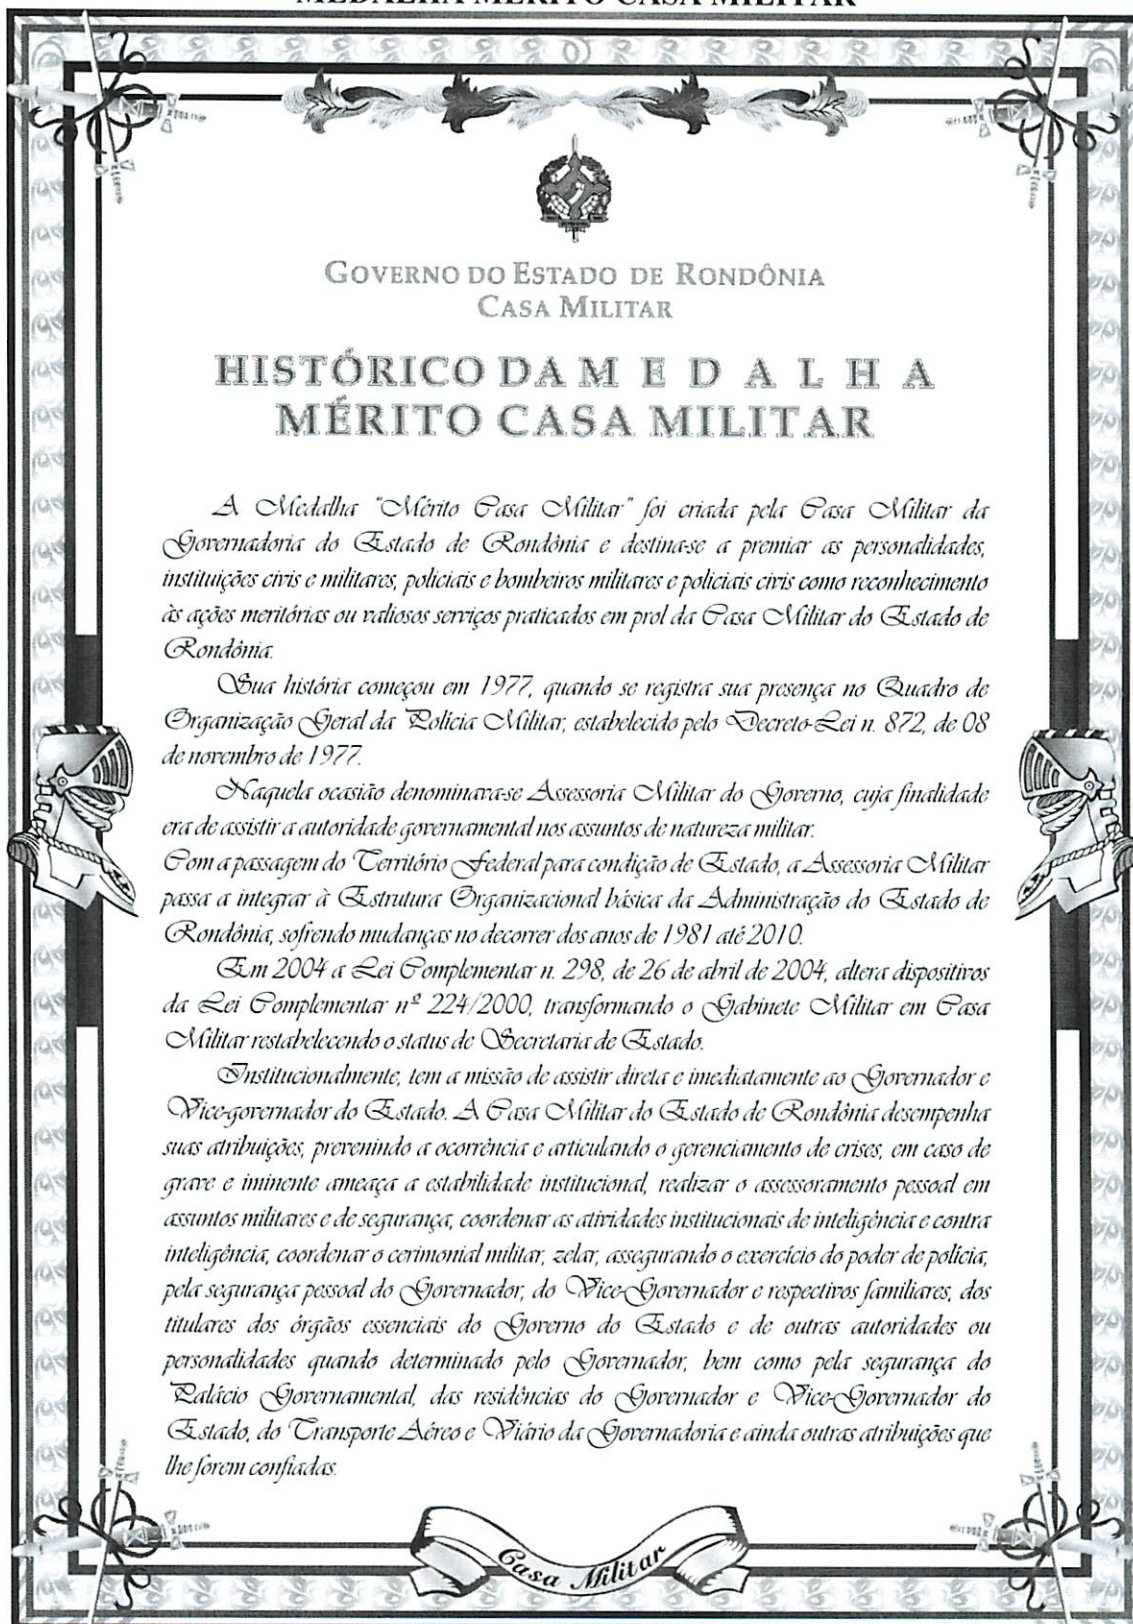 MEDALHA MÉRITO CASA MILITAR
GOVERNO DO ESTADO DE RONDÔNIA
CASA MILITAR
HISTÓRICO DA M E D A L H A
MÉRITO CASA MILITAR
A Medalha "Mérito Casa Militar" foi criada pela Casa Militar da
Governadoria do Estado de Rondônia e destina-se a premiar as personalidades,
instituições civis e militares, policiais e bombeiros militares e policiais civis como reconhecimento
às ações meritórias ou valiosos serviços praticados em prol da Casa Militar do Estado de
Rondônia.
Sua história começou em 1977, quando se registra sua presença no Quadro de
Organização Geral da Polícia Militar, estabelecido pelo Decreto-Lei n. 872, de 08
de novembro de 1977.
Naquela ocasião denominava-se Assessoria Militar do Governo, cuja finalidade
era de assistir a autoridade governamental nos assuntos de natureza militar.
Com a passagem do Território Federal para condição de Estado, a Assessoria Militar
passa a integrar à Estrutura Organizacional básica da Administração do Estado de
Rondônia, sofrendo mudanças no decorrer dos anos de 1981 até 2010.
Em 2004 a Lei Complementar n. 298, de 26 de abril de 2004, altera dispositivos
da Lei Complementar nº 224/2000, transformando o Gabinete Militar em Casa
Militar restabelecendo o status de Secretaria de Estado.
Institucionalmente, tem a missão de assistir direta e imediatamente ao Governador e
Vice-governador do Estado. A Casa Militar do Estado de Rondônia desempenha
suas atribuições, prevenindo a ocorrência e articulando o gerenciamento de crises, em caso de
grave e iminente ameaça a estabilidade institucional, realizar o assessoramento pessoal em
assuntos militares e de segurança, coordenar as atividades institucionais de inteligência e contra
inteligência, coordenar o cerimonial militar, zelar, assegurando o exercício do poder de polícia,
pela segurança pessoal do Governador, do Vice-Governador e respectivos familiares, dos
titulares dos órgãos essenciais do Governo do Estado e de outras autoridades ou
personalidades quando determinado pelo Governador, bem como pela segurança do
Palácio Governamental, das residências do Governador e Vice-Governador do
Estado, do Transporte Aéreo e Viário da Governadoria e ainda outras atribuições que
lhe forem confiadas.
Casa Militar